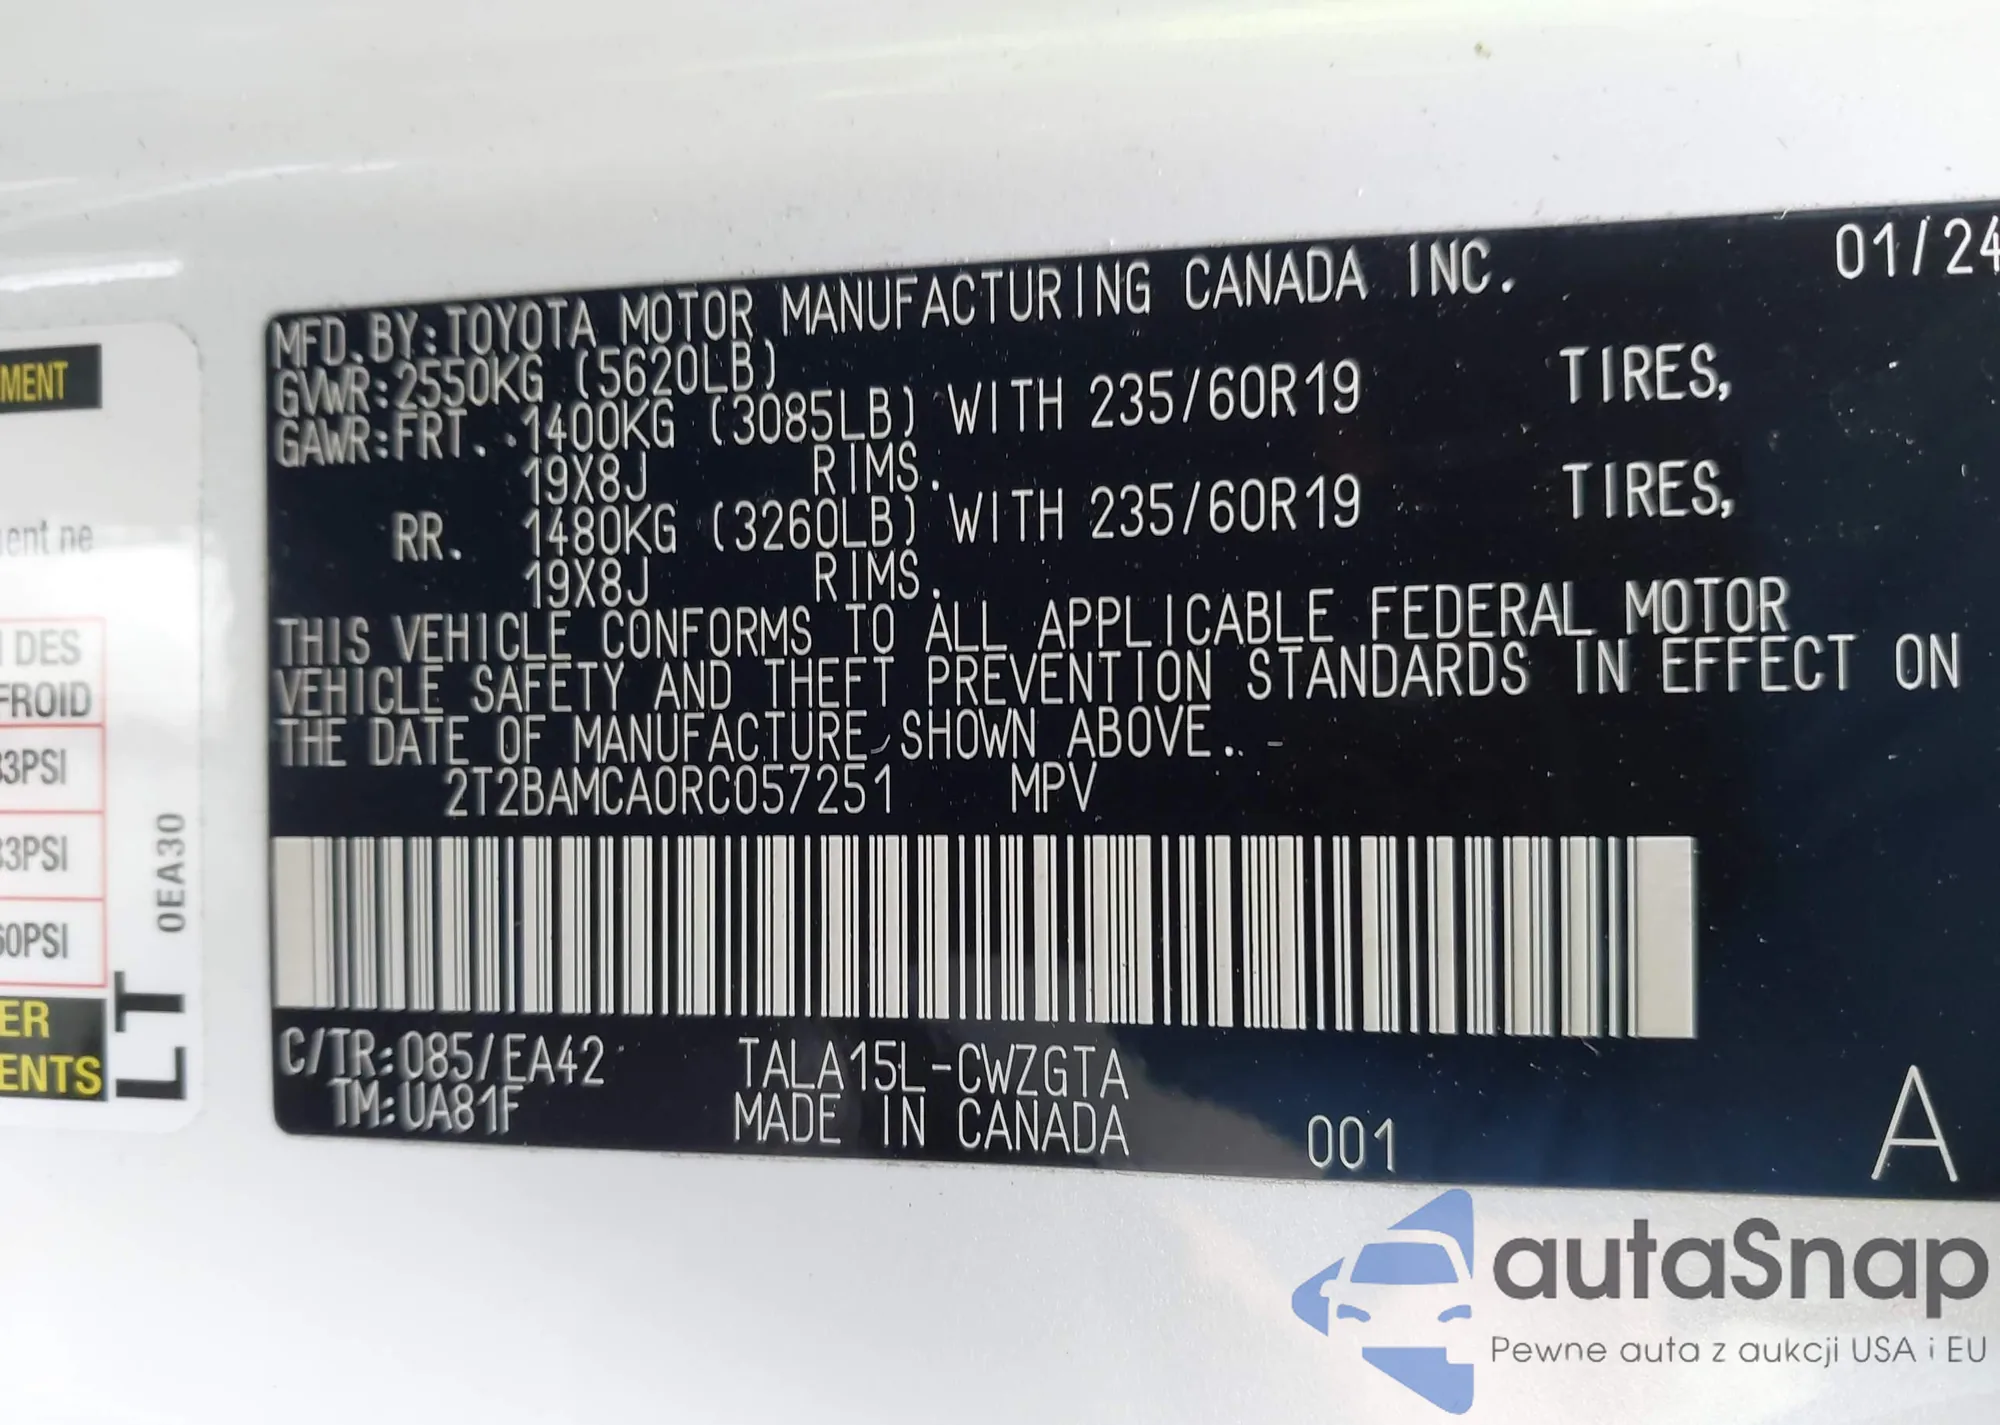 01/24
MFD.BY:TOYOTA MOTOR MANUFACTURING CANADA INC.
GVWR:2550KG (5620LB)
GAWR:FRT. 1400KG (3085LB) WITH 235/60R19 TIRES,
19X8J RIMS.
RR. 1480KG (3260LB) WITH 235/60R19 TIRES,
19X8J RIMS.
THIS VEHICLE CONFORMS TO ALL APPLICABLE FEDERAL MOTOR
VEHICLE SAFETY AND THEFT PREVENTION STANDARDS IN EFFECT ON
THE DATE OF MANUFACTURE SHOWN ABOVE.
2T2BAMCA0RC057251 MPV
C/TR:085/EA42 TALA15L-CWZGTA
TM:UA81F MADE IN CANADA 001
A
MENT
ent ne
DES
FROID
3PSI
3PSI
60PSI
ER
ENTS
LT
0EA30
autaSnap
Pewne auta z aukcji USA i EU